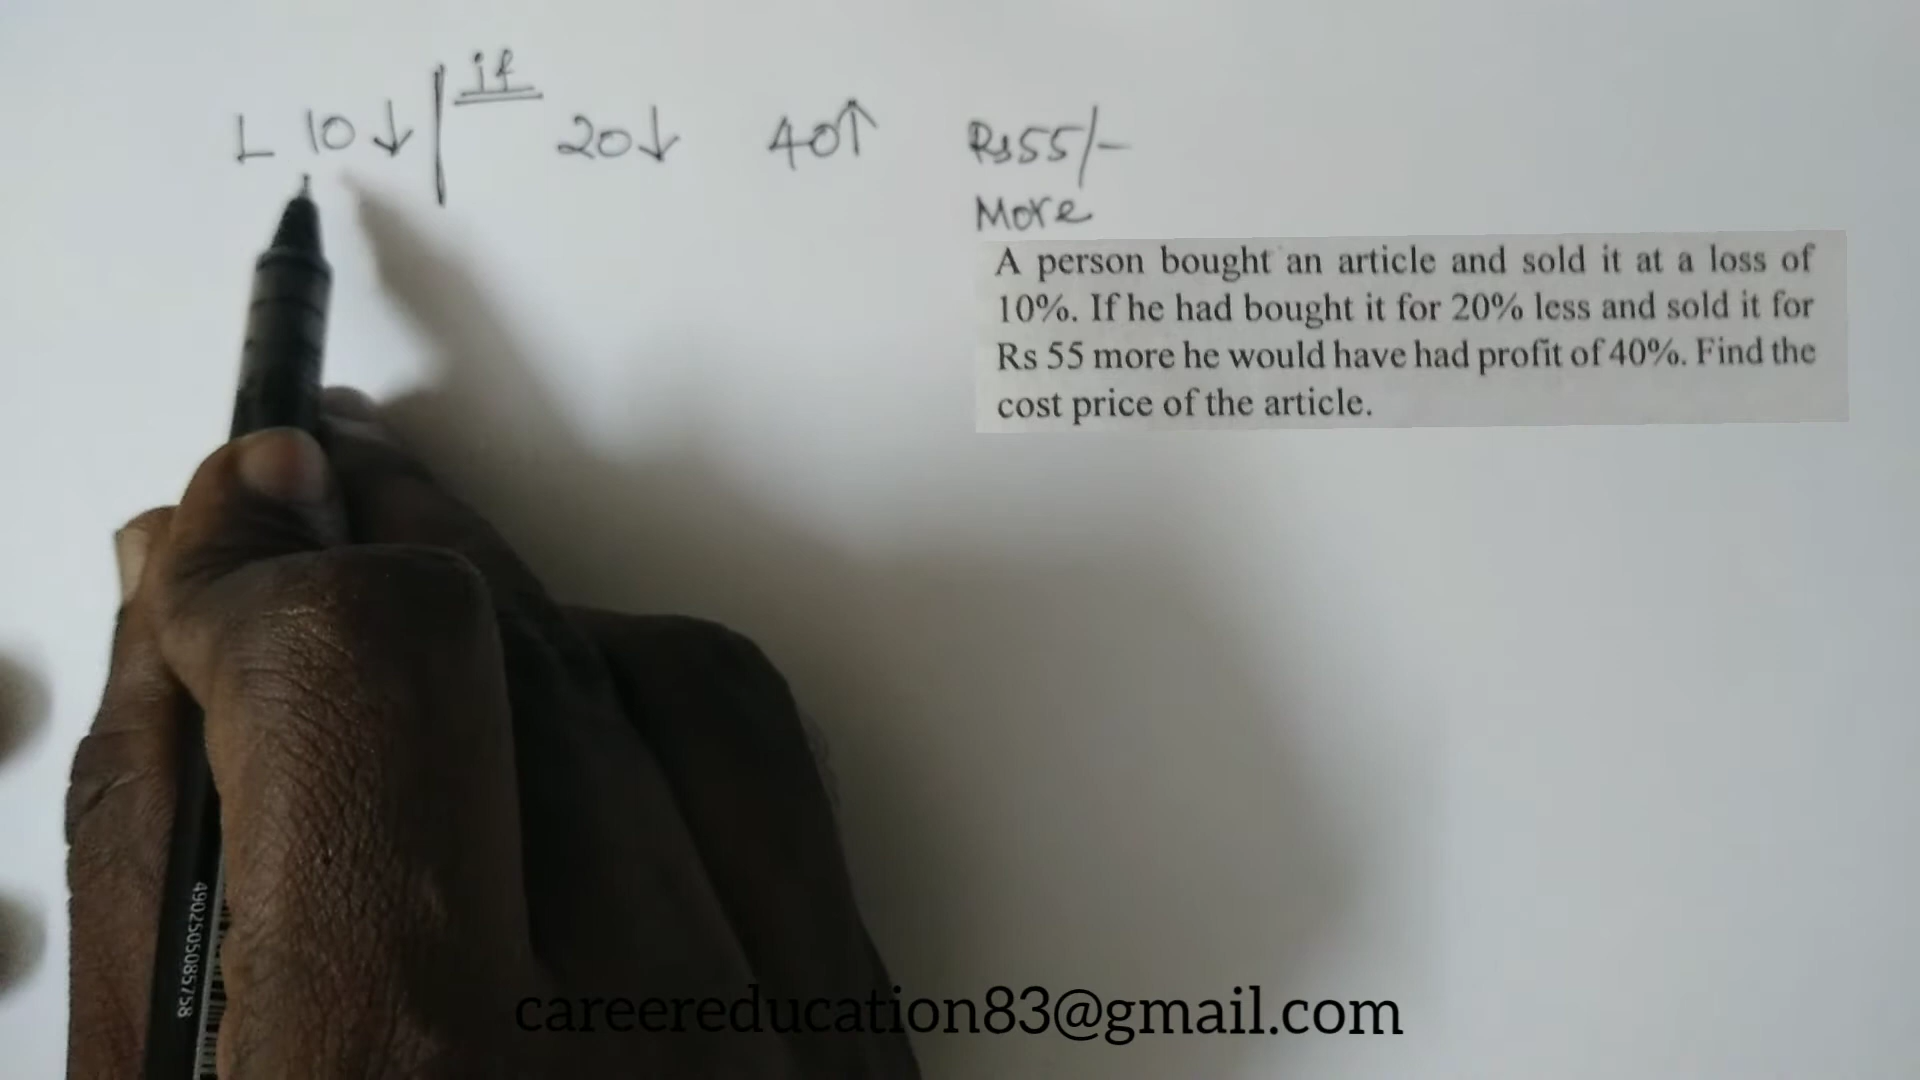 if
L 10↓ | 20↓ 40↑ Rs55/-
More
A person bought an article and sold it at a loss of
10%. If he had bought it for 20% less and sold it for
Rs 55 more he would have had profit of 40%. Find the
cost price of the article.
4902505085758
careereducation83@gmail.com